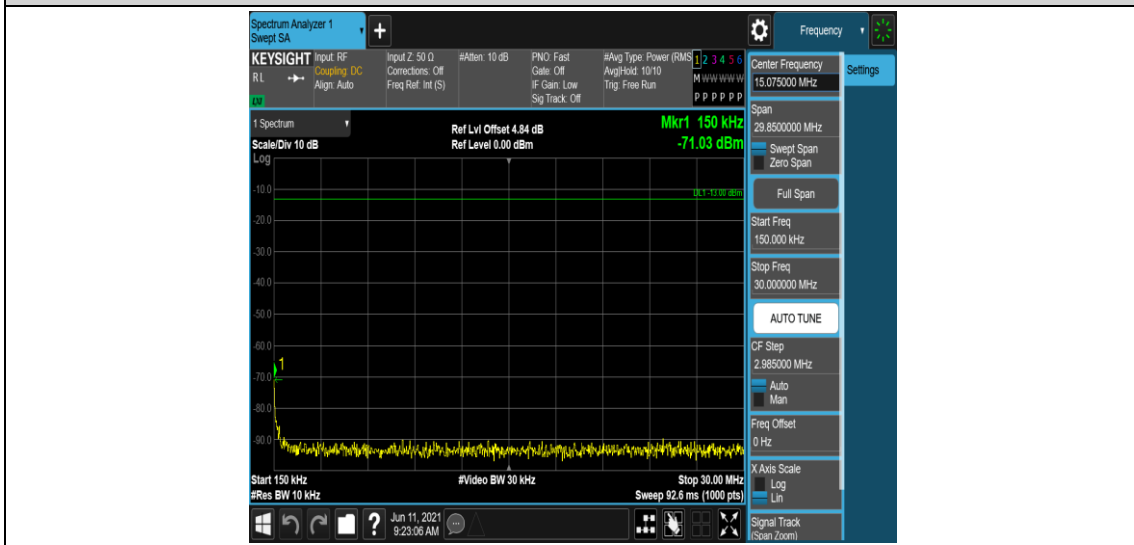 Spectrum Analyzer 1
Swept SA
+
Frequency
KEYSIGHT
RL
LXI
Input: RF
Coupling: DC
Align: Auto
Input Z: 50 Ω
Corrections: Off
Freq Ref: Int (S)
#Atten: 10 dB
PNO: Fast
Gate: Off
IF Gain: Low
Sig Track: Off
#Avg Type: Power (RMS
Avg|Hold: 10/10
Trig: Free Run
1 2 3 4 5 6
M W W W W W
P P P P P P
1 Spectrum
Ref Lvl Offset 4.84 dB
Mkr1 150 kHz
Scale/Div 10 dB
Ref Level 0.00 dBm
-71.03 dBm
Log
DL1 -13.00 dBm
-10.0
-20.0
-30.0
-40.0
-50.0
-60.0
1
-70.0
-80.0
-90.0
Start 150 kHz
#Video BW 30 kHz
Stop 30.00 MHz
#Res BW 10 kHz
Sweep 92.6 ms (1000 pts)
Center Frequency
15.075000 MHz
Settings
Span
29.8500000 MHz
Swept Span
Zero Span
Full Span
Start Freq
150.000 kHz
Stop Freq
30.000000 MHz
AUTO TUNE
CF Step
2.985000 MHz
Auto
Man
Freq Offset
0 Hz
X Axis Scale
Log
Lin
Signal Track
(Span Zoom)
?
Jun 11, 2021
9:23:06 AM